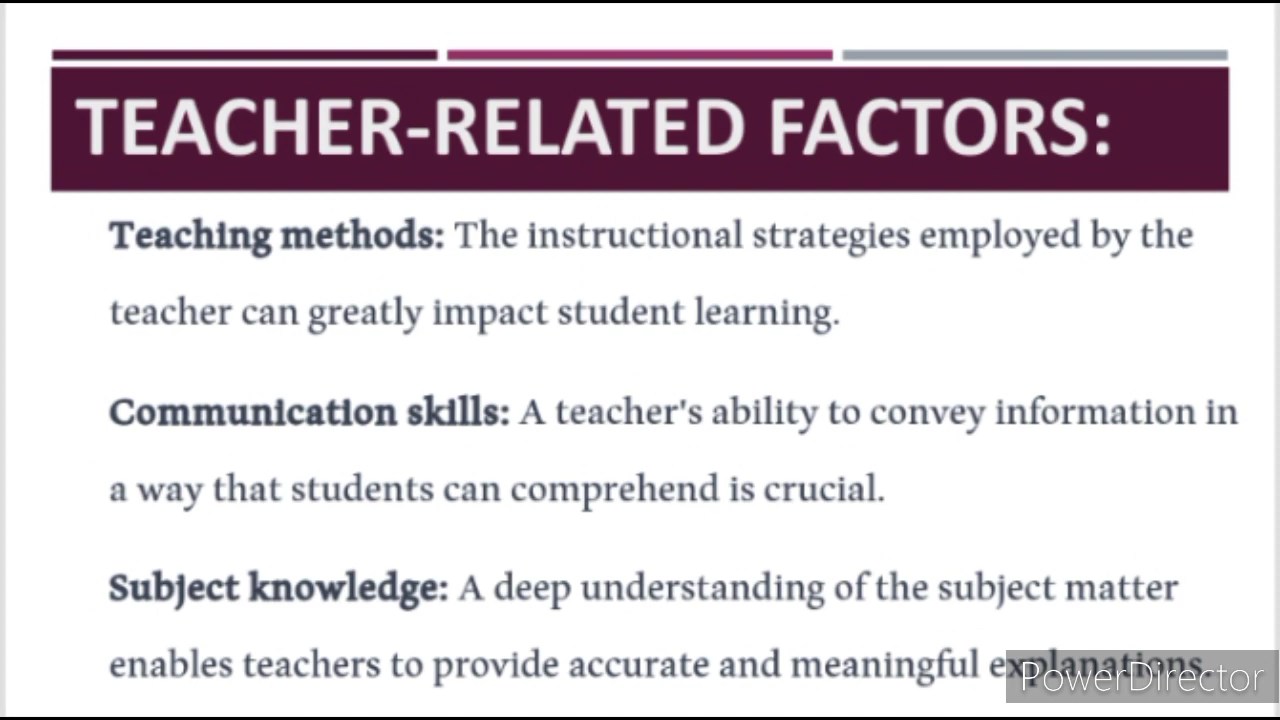 TEACHER-RELATED FACTORS:
Teaching methods: The instructional strategies employed by the
teacher can greatly impact student learning.
Communication skills: A teacher's ability to convey information in
a way that students can comprehend is crucial.
Subject knowledge: A deep understanding of the subject matter
enables teachers to provide accurate and meaningful explanations.
PowerDirector